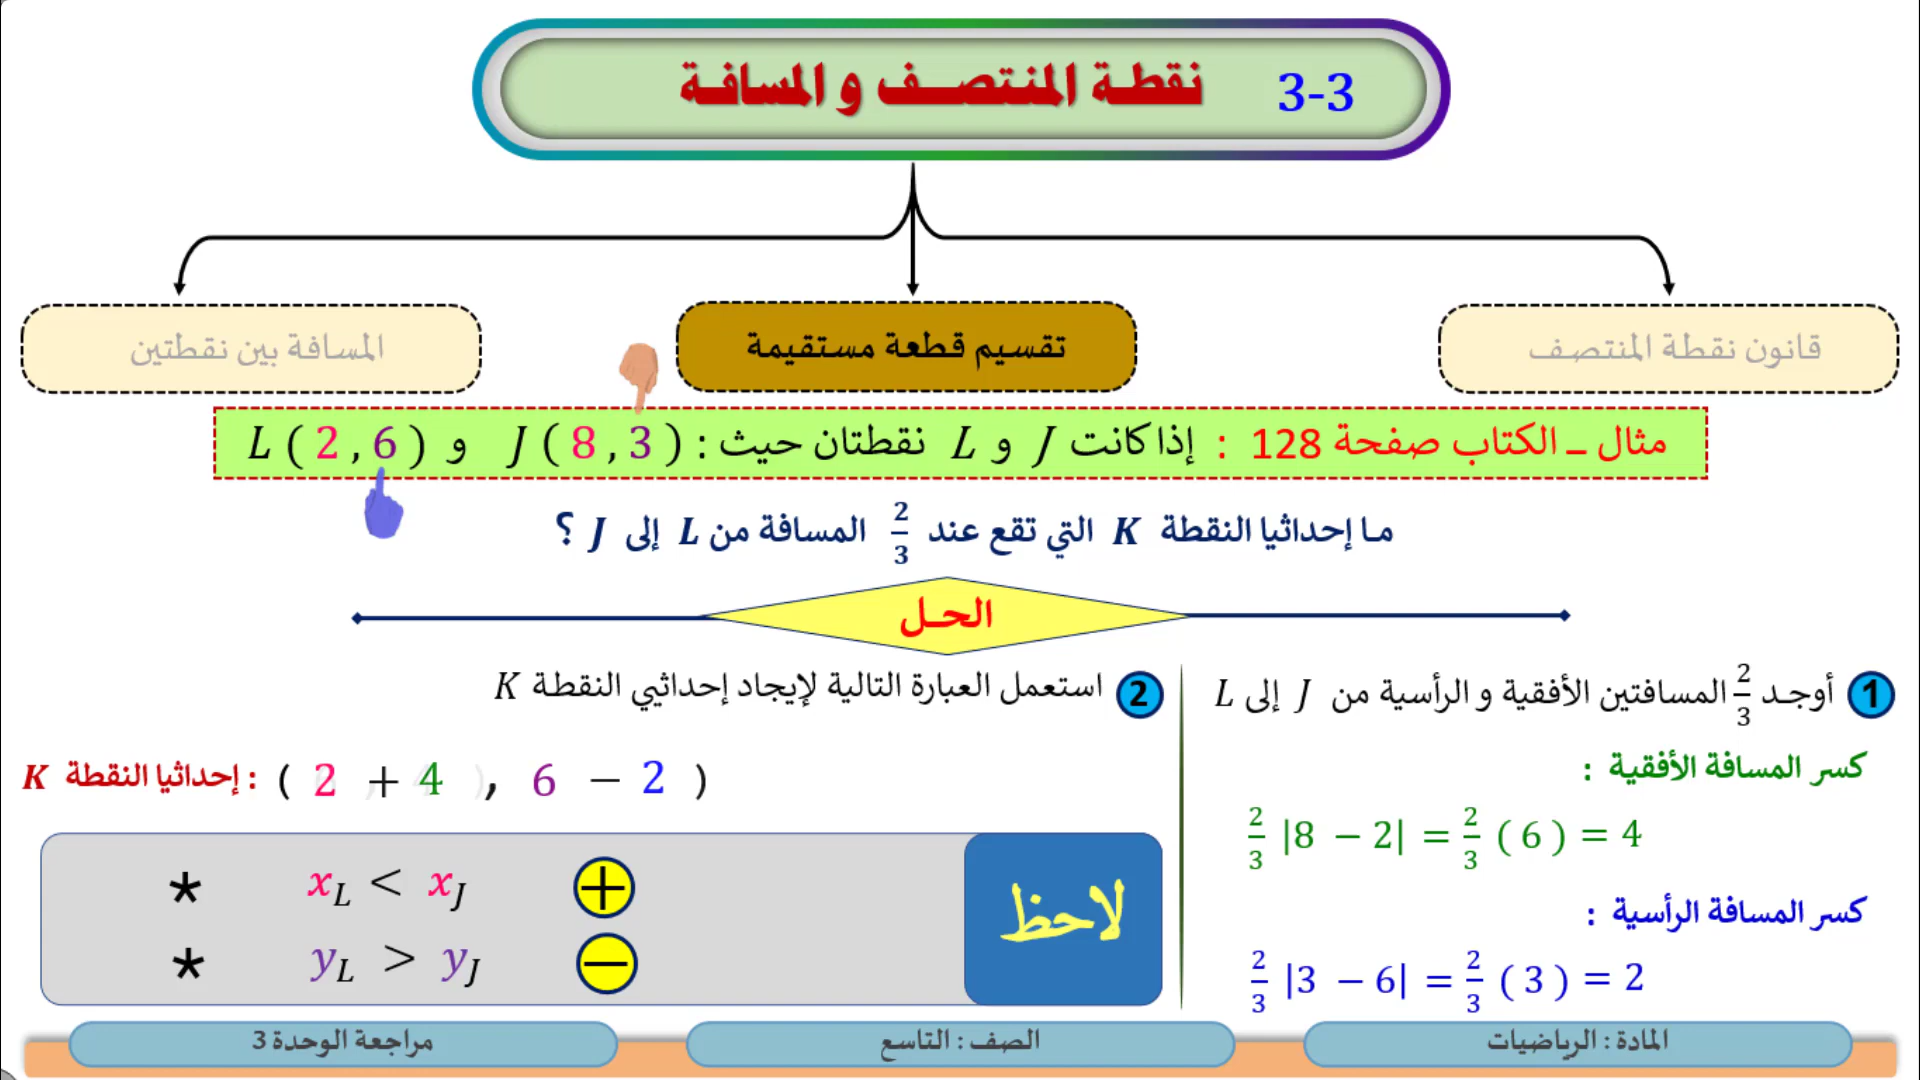 3-3 نقطة المنتصف و المسافة
قانون نقطة المنتصف
تقسيم قطعة مستقيمة
المسافة بين نقطتين
مثال ـ الكتاب صفحة 128 : إذا كانت J و L نقطتان حيث : J ( 8 , 3 ) و L ( 2 , 6 )
ما إحداثيا النقطة K التي تقع عند 2/3 المسافة من L إلى J ؟
الحل
1 أوجد 2/3 المسافتين الأفقية و الرأسية من J إلى L
كسر المسافة الأفقية :
2/3 |8 − 2| = 2/3 ( 6 ) = 4
كسر المسافة الرأسية :
2/3 |3 − 6| = 2/3 ( 3 ) = 2
2 استعمل العبارة التالية لإيجاد إحداثيي النقطة K
إحداثيا النقطة K : ( 2 + 4 , 6 − 2 )
لاحظ
* xL < xJ +
* yL > yJ −
المادة : الرياضيات
الصف : التاسع
مراجعة الوحدة 3